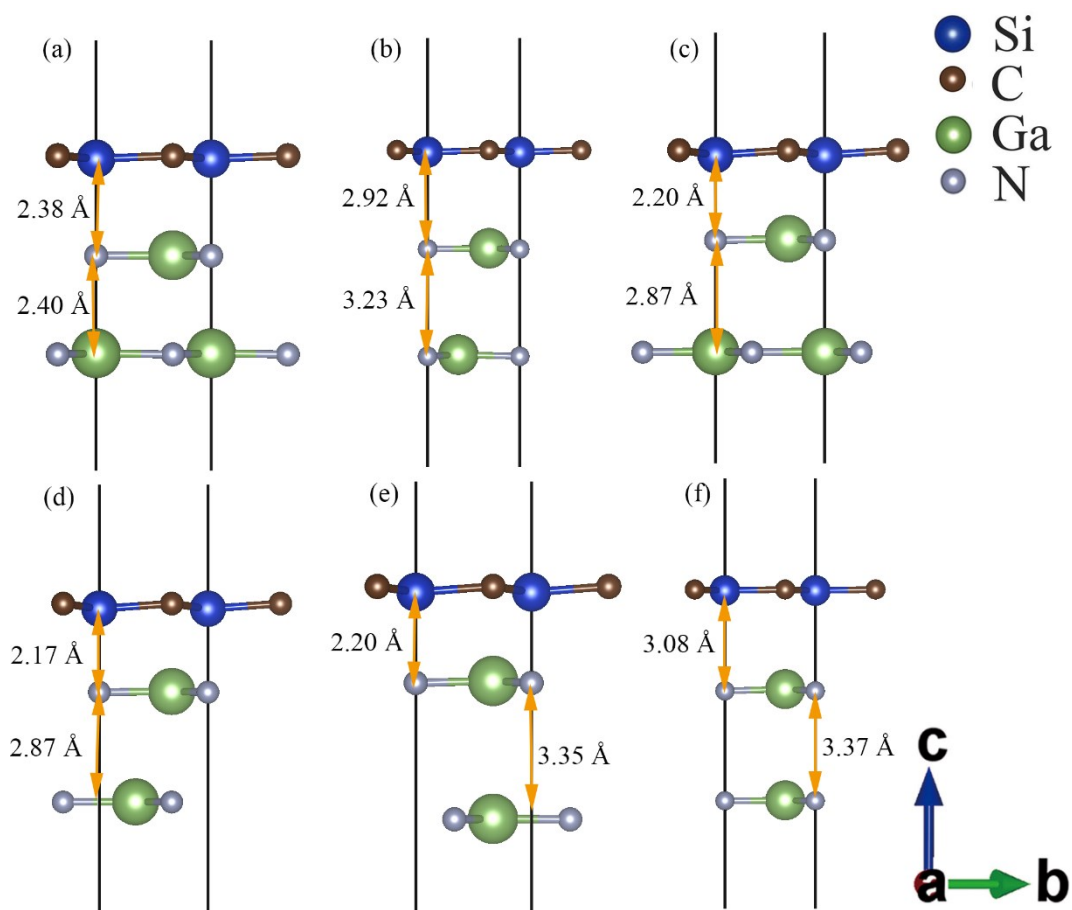 (a)
(b)
(c)
Si
C
Ga
N
2.38 Å
2.92 Å
2.20 Å
2.40 Å
3.23 Å
2.87 Å
(d)
(e)
(f)
2.17 Å
2.20 Å
3.08 Å
2.87 Å
3.35 Å
3.37 Å
c
a
b